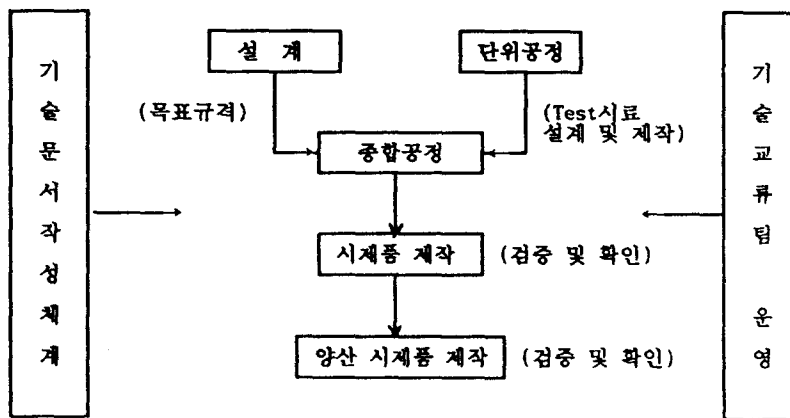 기술문서작성체계
설 계
단위공정
(목표규격)
(Test시료
설계 및 제작)
종합공정
시제품 제작
(검증 및 확인)
양산 시제품 제작
(검증 및 확인)
기술교류팀 운영